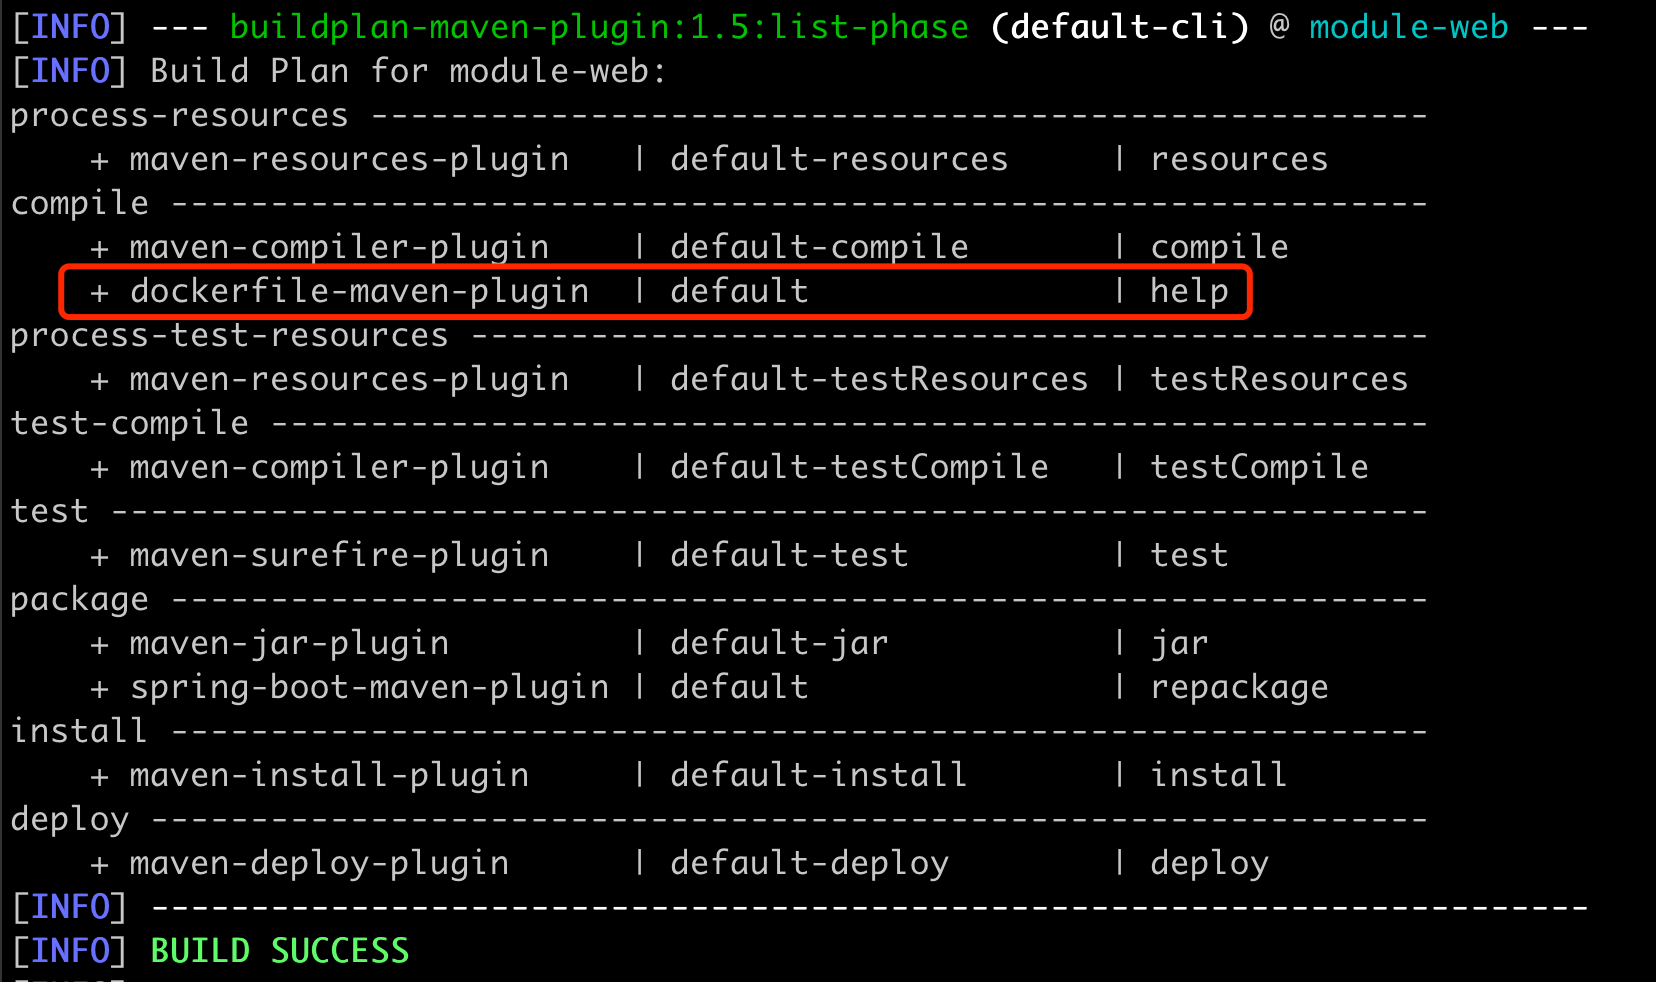 [INFO] --- buildplan-maven-plugin:1.5:list-phase (default-cli) @ module-web ---
[INFO] Build Plan for module-web:
process-resources -----------------------------------------------------
    + maven-resources-plugin   | default-resources     | resources
compile ---------------------------------------------------------------
    + maven-compiler-plugin    | default-compile       | compile
    + dockerfile-maven-plugin  | default               | help
process-test-resources ------------------------------------------------
    + maven-resources-plugin   | default-testResources | testResources
test-compile ----------------------------------------------------------
    + maven-compiler-plugin    | default-testCompile   | testCompile
test ------------------------------------------------------------------
    + maven-surefire-plugin    | default-test          | test
package ---------------------------------------------------------------
    + maven-jar-plugin         | default-jar           | jar
    + spring-boot-maven-plugin | default               | repackage
install ---------------------------------------------------------------
    + maven-install-plugin     | default-install       | install
deploy ----------------------------------------------------------------
    + maven-deploy-plugin      | default-deploy        | deploy
[INFO] ------------------------------------------------------------------------
[INFO] BUILD SUCCESS